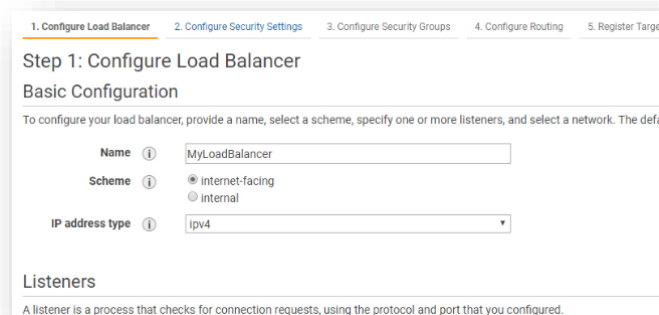 1. Configure Load Balancer 2. Configure Security Settings 3. Configure Security Groups 4. Configure Routing 5. Register Targe
Step 1: Configure Load Balancer
Basic Configuration
To configure your load balancer, provide a name, select a scheme, specify one or more listeners, and select a network. The defa
Name i MyLoadBalancer
Scheme i internet-facing
internal
IP address type i ipv4
Listeners
A listener is a process that checks for connection requests, using the protocol and port that you configured.